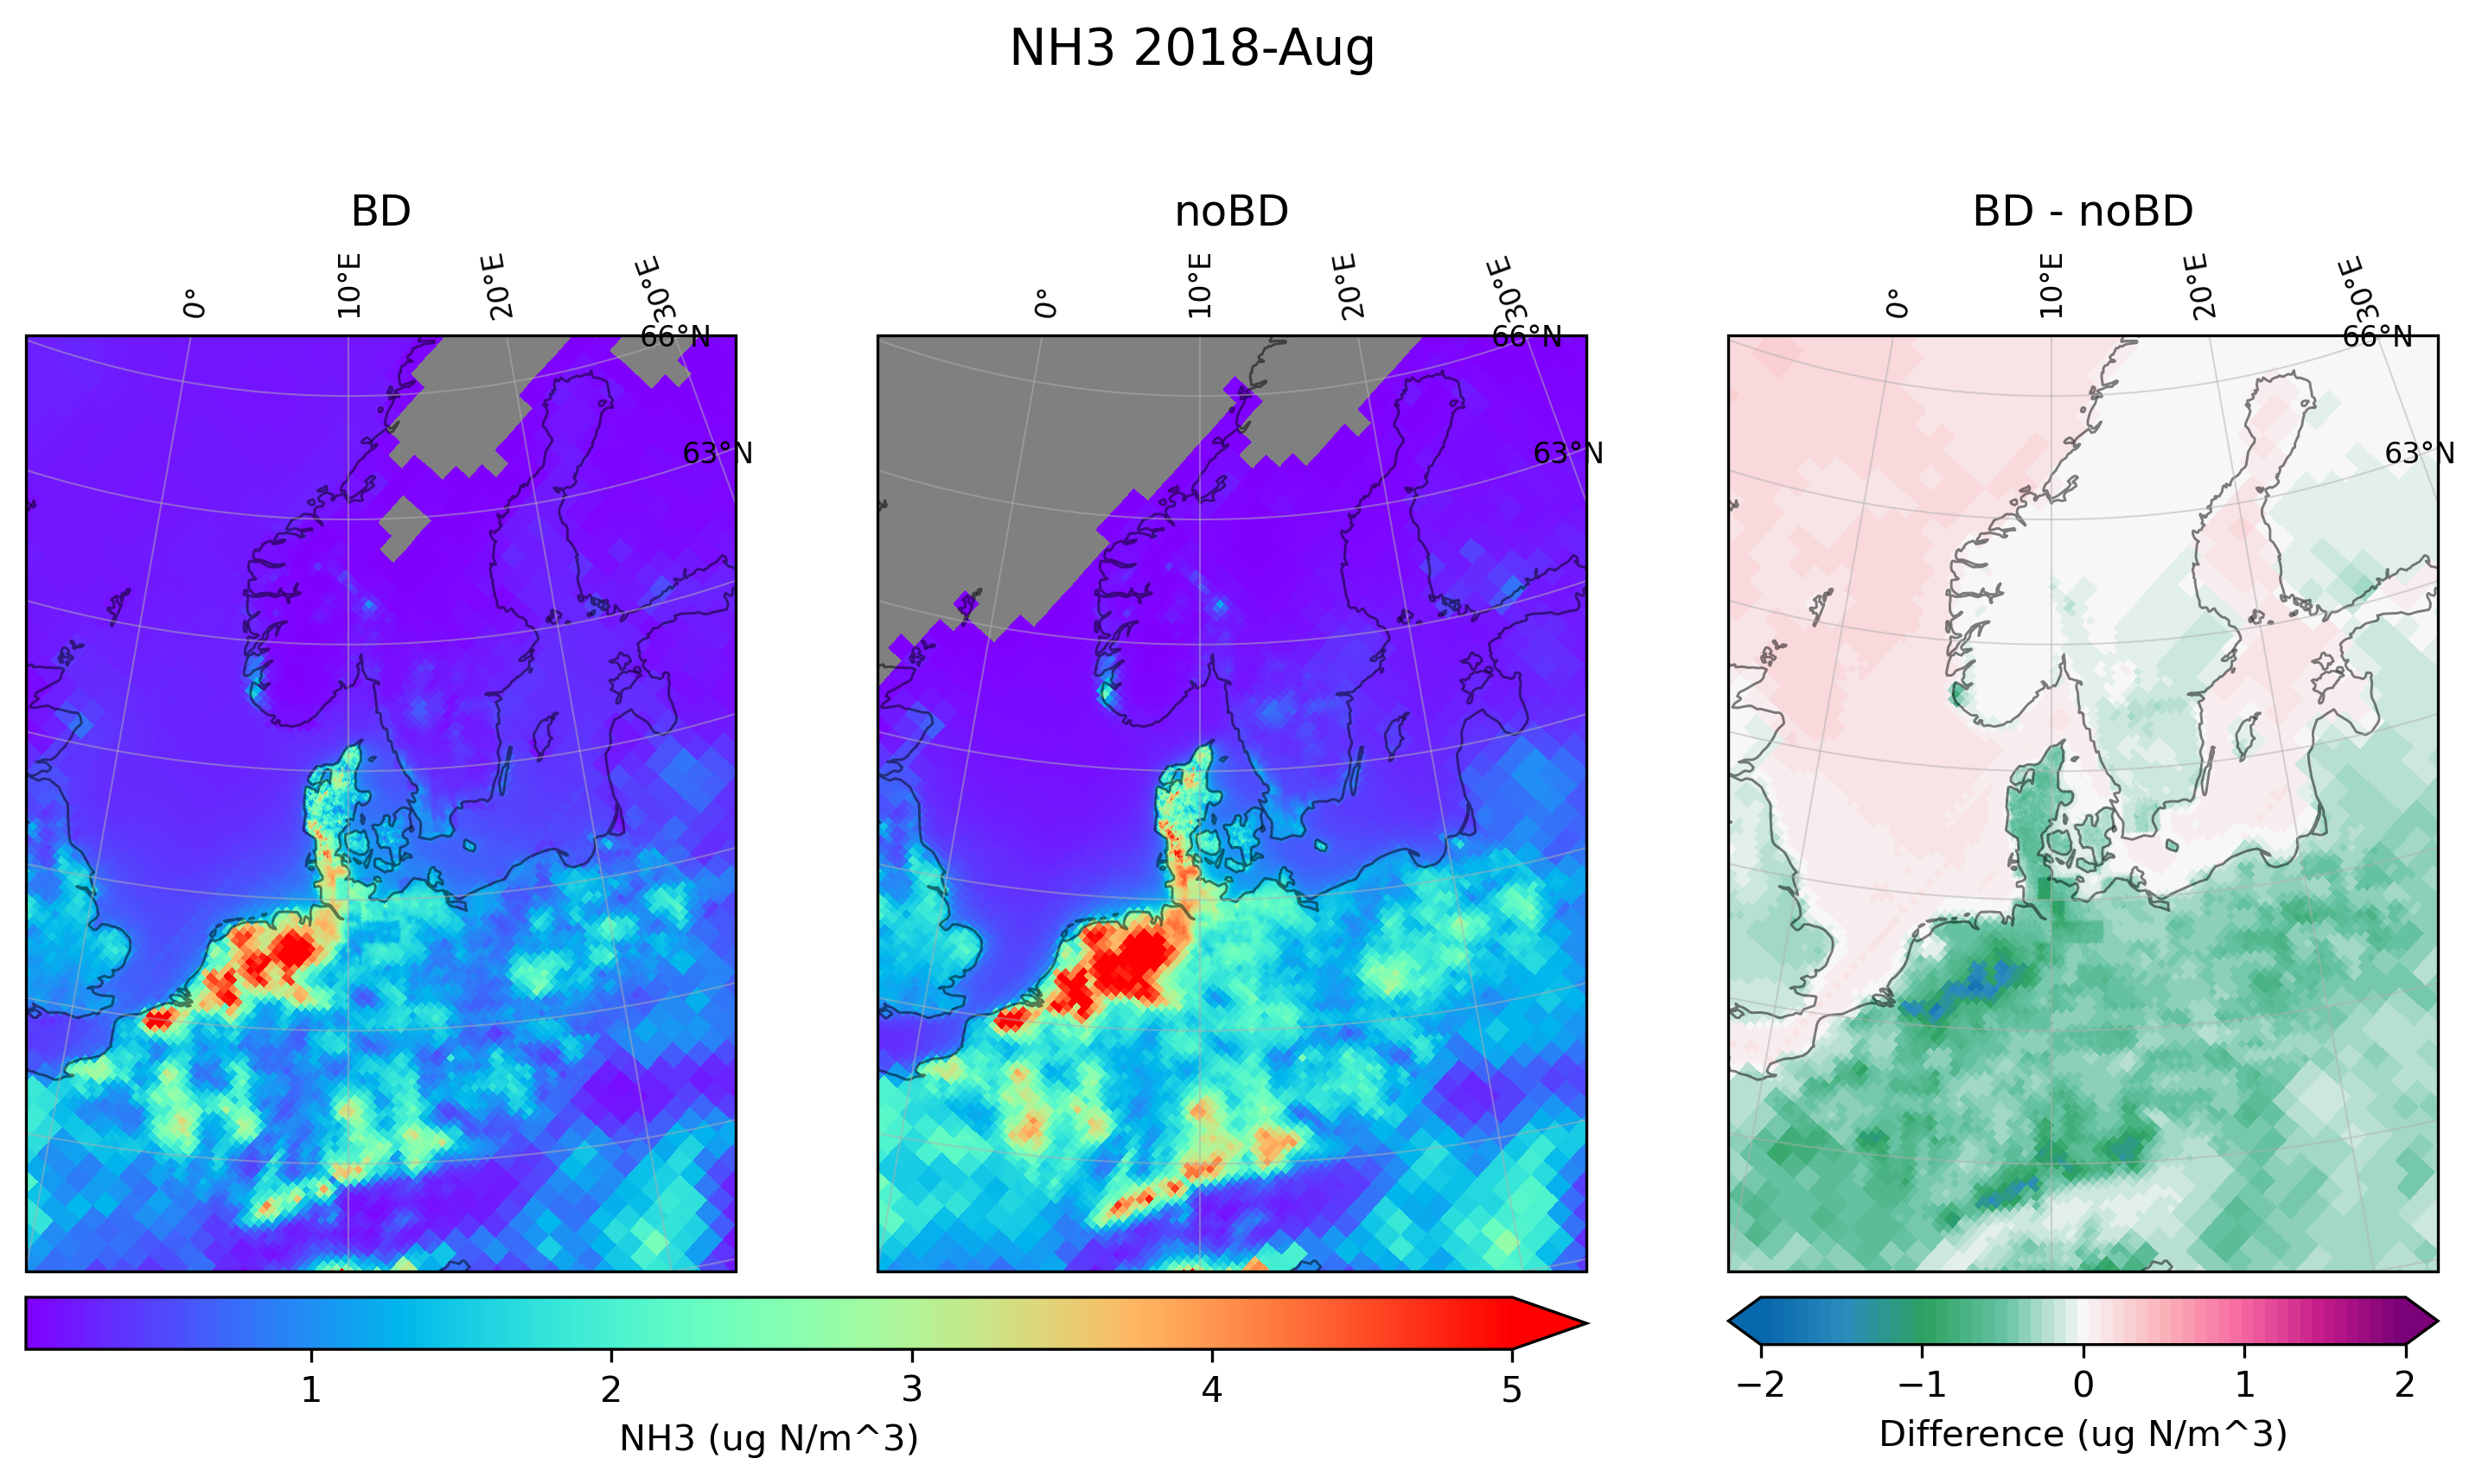 NH3 2018-Aug
BD
noBD
BD - noBD
0° 10°E 20°E 30°E
0° 10°E 20°E 30°E
0° 10°E 20°E 30°E
66°N 66°N 66°N
63°N 63°N 63°N
1 2 3 4 5
NH3 (ug N/m^3)
−2 −1 0 1 2
Difference (ug N/m^3)